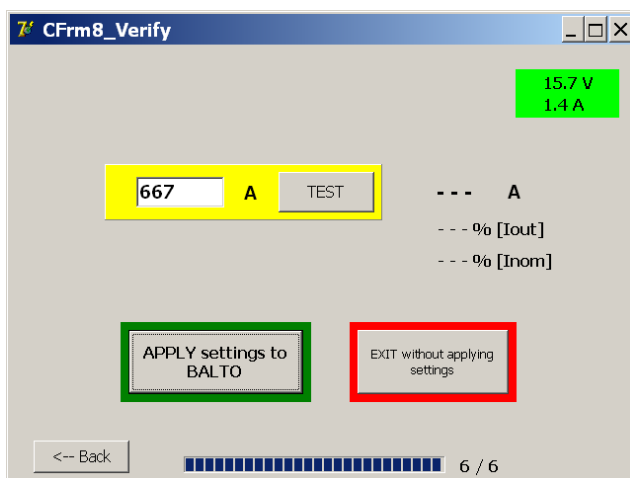 CFrm8_Verify
15.7 V
1.4 A
667 A TEST
--- A
---% [Iout]
---% [Inom]
APPLY settings to
BALTO
EXIT without applying
settings
<-- Back
6 / 6